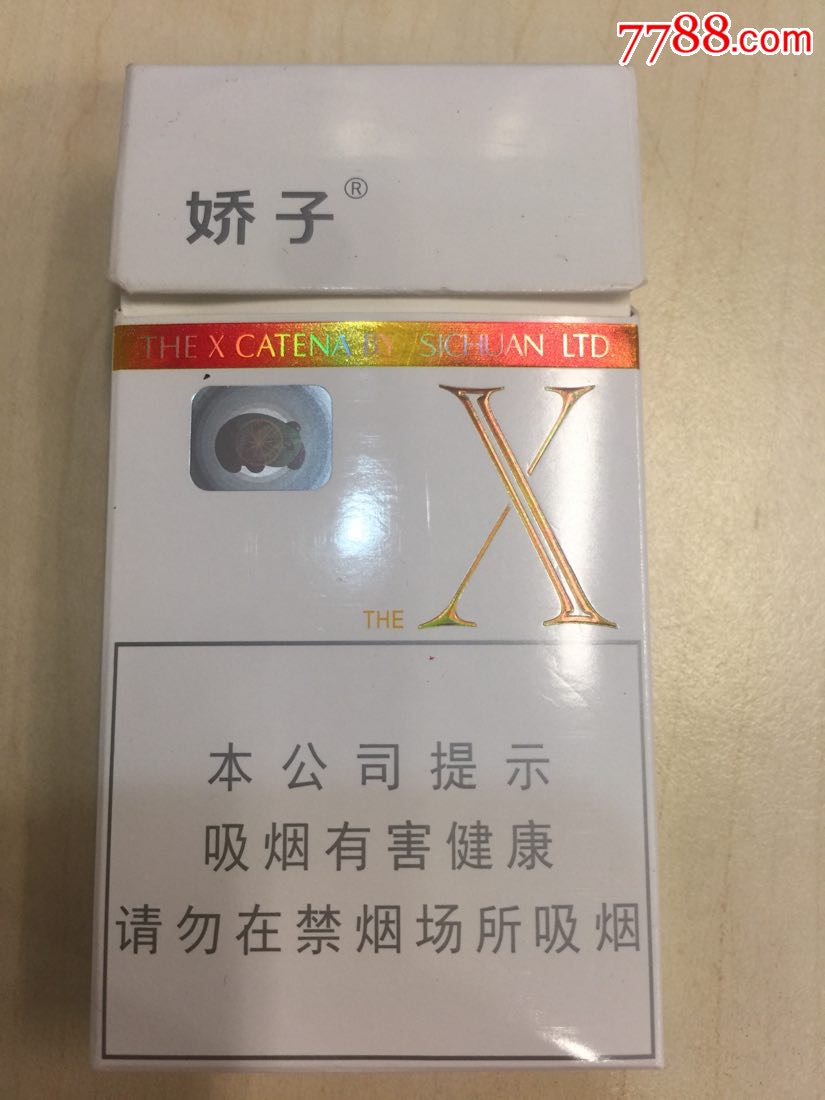 7788.com
娇子®
THE X CATENA BY SICHUAN LTD
THE X
本公司提示
吸烟有害健康
请勿在禁烟场所吸烟